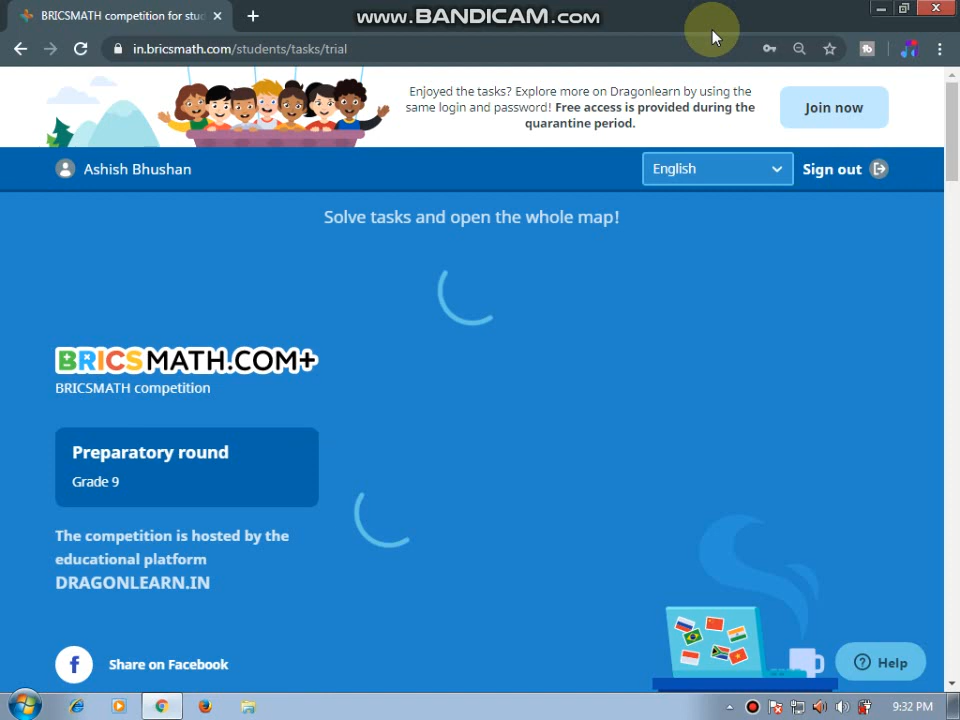 BRICSMATH competition for stud
www.BANDICAM.com
in.bricsmath.com/students/tasks/trial
Enjoyed the tasks? Explore more on Dragonlearn by using the
same login and password! Free access is provided during the
quarantine period.
Join now
Ashish Bhushan
English
Sign out
Solve tasks and open the whole map!
BRICSMATH.COM+
BRICSMATH competition
Preparatory round
Grade 9
The competition is hosted by the
educational platform
DRAGONLEARN.IN
f
Share on Facebook
? Help
9:32 PM